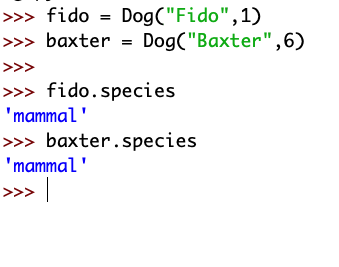 >>> fido = Dog("Fido",1)
>>> baxter = Dog("Baxter",6)
>>>
>>> fido.species
'mammal'
>>> baxter.species
'mammal'
>>>